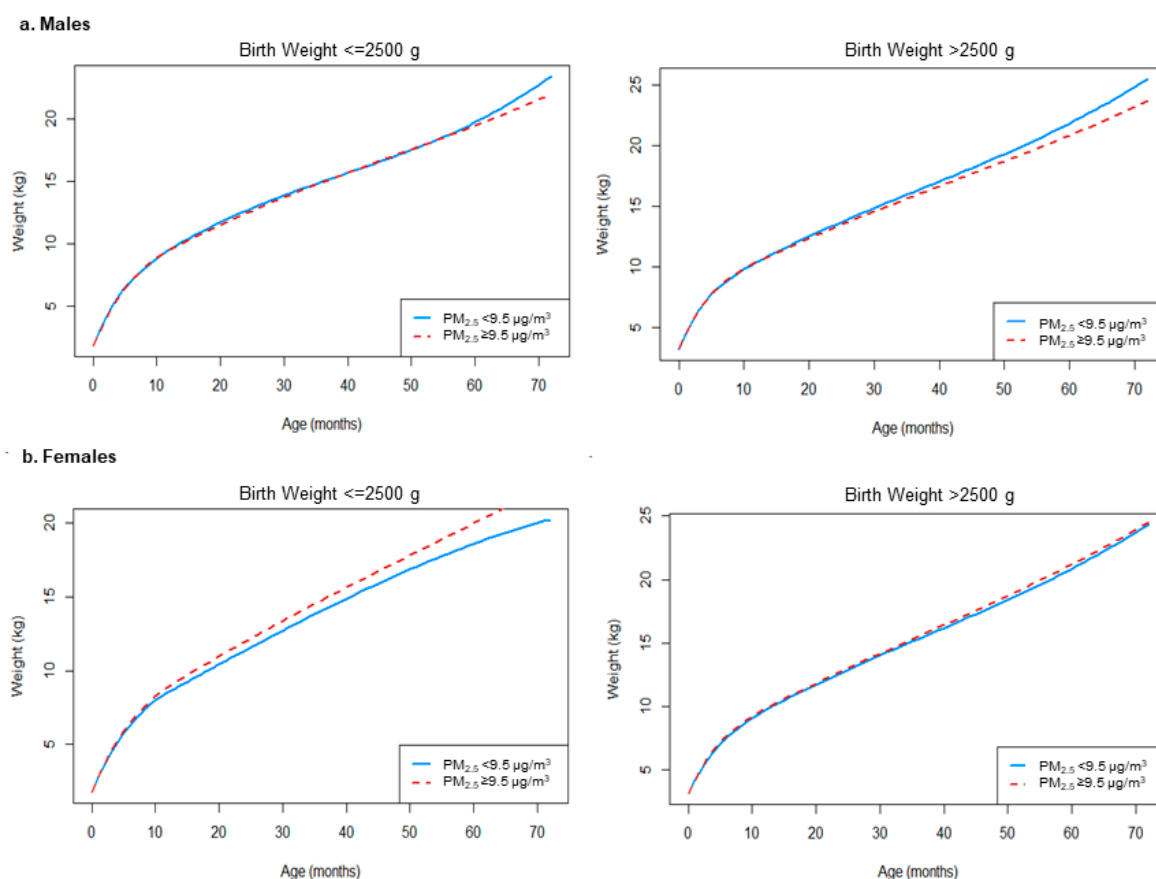 a. Males
Birth Weight <=2500 g
Weight (kg)
20
15
10
5
PM2.5 <9.5 µg/m³
PM2.5 ≥9.5 µg/m³
0 10 20 30 40 50 60 70
Age (months)
Birth Weight >2500 g
Weight (kg)
25
20
15
10
5
PM2.5 <9.5 µg/m³
PM2.5 ≥9.5 µg/m³
0 10 20 30 40 50 60 70
Age (months)
b. Females
Birth Weight <=2500 g
Weight (kg)
20
15
10
5
PM2.5 <9.5 µg/m³
PM2.5 ≥9.5 µg/m³
0 10 20 30 40 50 60 70
Age (months)
Birth Weight >2500 g
Weight (kg)
25
20
15
10
5
PM2.5 <9.5 µg/m³
PM2.5 ≥9.5 µg/m³
0 10 20 30 40 50 60 70
Age (months)